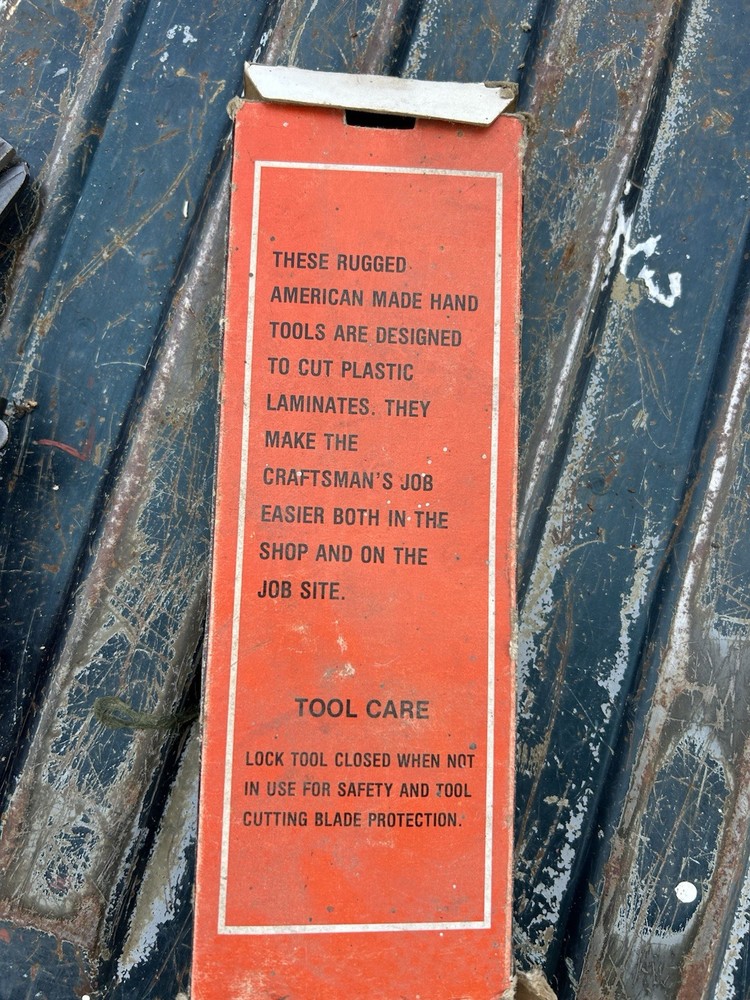 THESE RUGGED
AMERICAN MADE HAND
TOOLS ARE DESIGNED
TO CUT PLASTIC
LAMINATES. THEY
MAKE THE
CRAFTSMAN'S JOB
EASIER BOTH IN THE
SHOP AND ON THE
JOB SITE.
TOOL CARE
LOCK TOOL CLOSED WHEN NOT
IN USE FOR SAFETY AND TOOL
CUTTING BLADE PROTECTION.